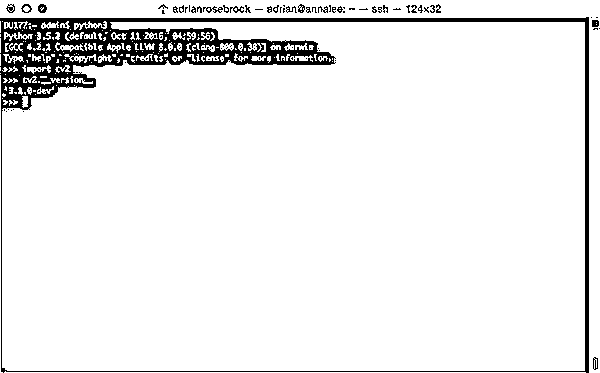 adrianrosebrock — adrian@annalee: ~ — ssh — 124×32
DU177:~ admin$ python3
Python 3.5.2 (default, Oct 11 2016, 04:59:56)
[GCC 4.2.1 Compatible Apple LLVM 8.0.0 (clang-800.0.38)] on darwin
Type "help", "copyright", "credits" or "license" for more information.
>>> import cv2
>>> cv2.__version__
'3.1.0-dev'
>>>